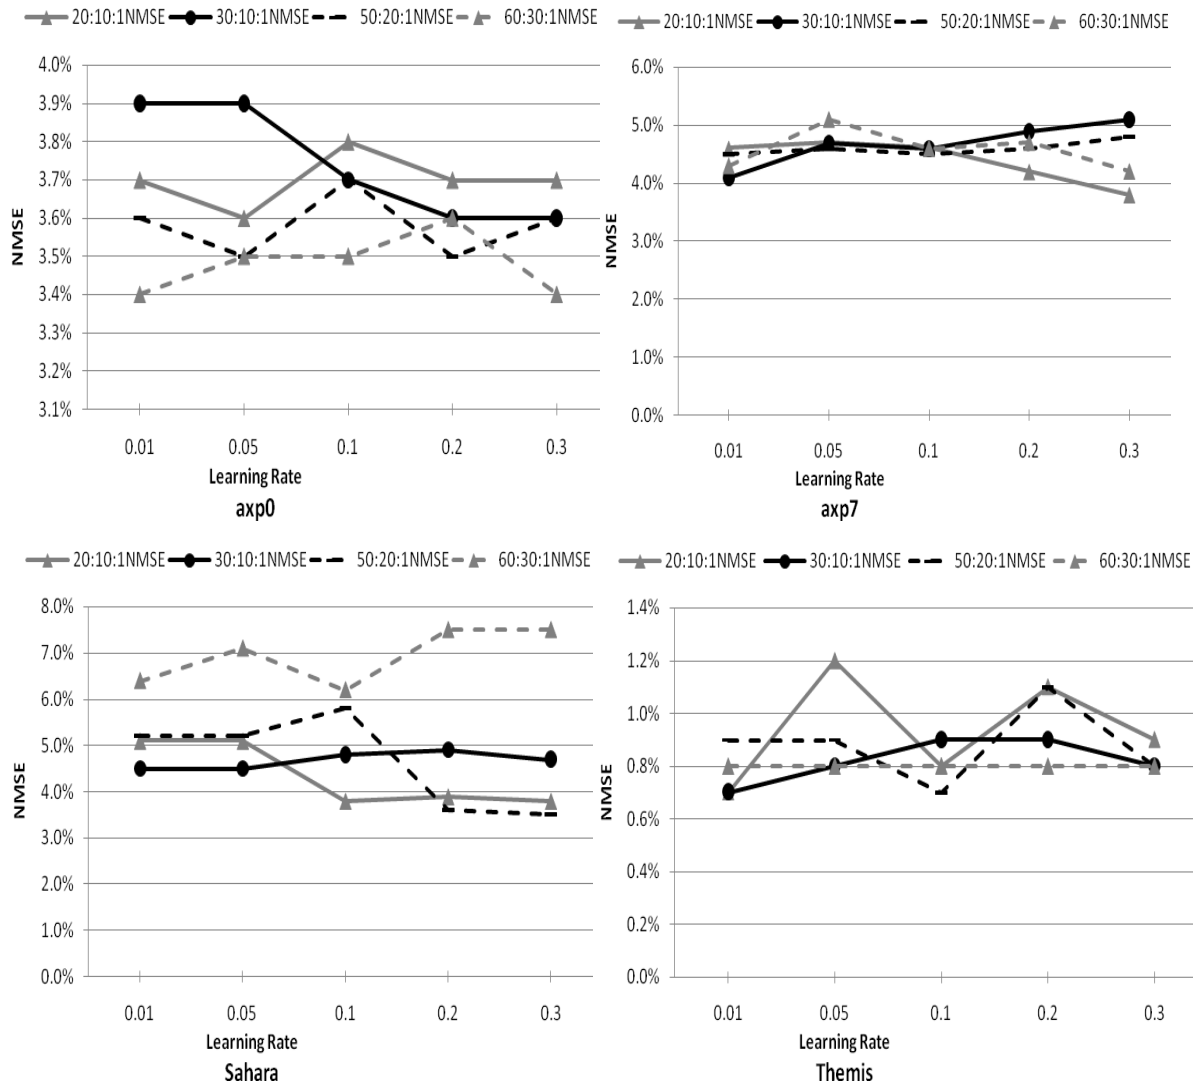 20:10:1NMSE 30:10:1NMSE 50:20:1NMSE 60:30:1NMSE
4.0%
3.9%
3.8%
3.7%
3.6%
3.5%
3.4%
3.3%
3.2%
3.1%
NMSE
0.01 0.05 0.1 0.2 0.3
Learning Rate
axp0
20:10:1NMSE 30:10:1NMSE 50:20:1NMSE 60:30:1NMSE
6.0%
5.0%
4.0%
3.0%
2.0%
1.0%
0.0%
NMSE
0.01 0.05 0.1 0.2 0.3
Learning Rate
axp7
20:10:1NMSE 30:10:1NMSE 50:20:1NMSE 60:30:1NMSE
8.0%
7.0%
6.0%
5.0%
4.0%
3.0%
2.0%
1.0%
0.0%
NMSE
0.01 0.05 0.1 0.2 0.3
Learning Rate
Sahara
20:10:1NMSE 30:10:1NMSE 50:20:1NMSE 60:30:1NMSE
1.4%
1.2%
1.0%
0.8%
0.6%
0.4%
0.2%
0.0%
NMSE
0.01 0.05 0.1 0.2 0.3
Learning Rate
Themis